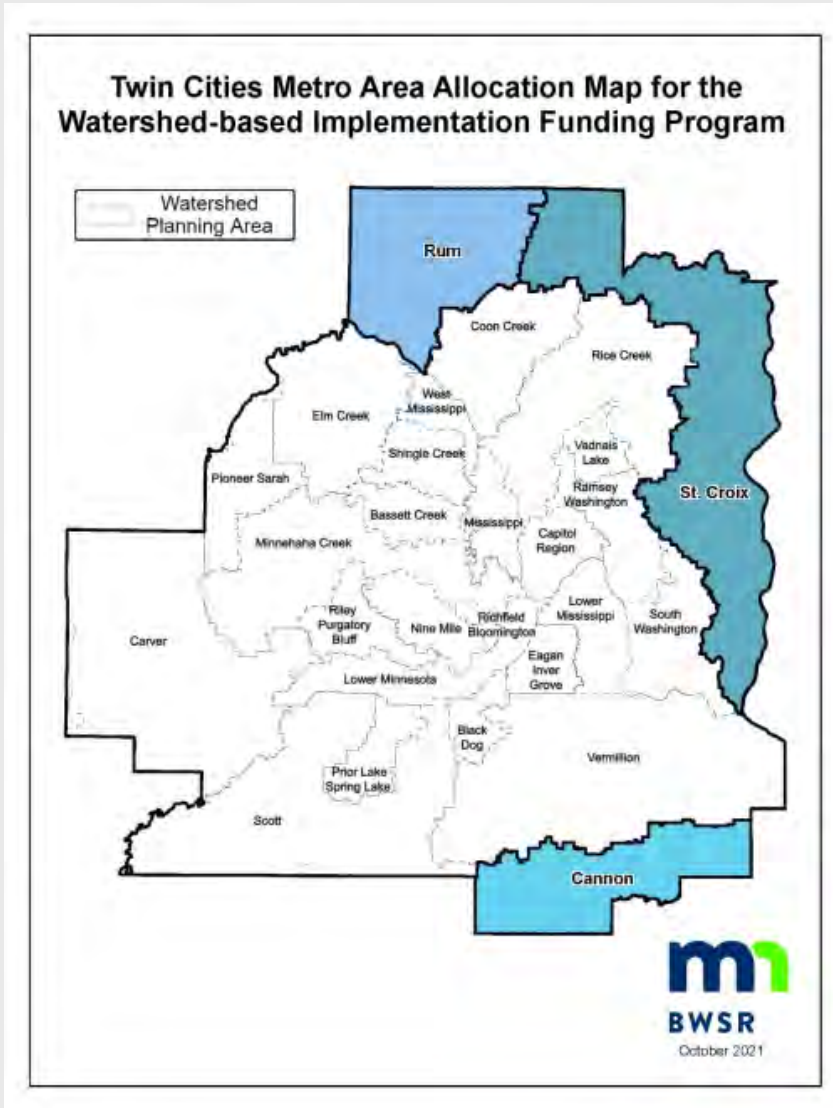 Twin Cities Metro Area Allocation Map for the
Watershed-based Implementation Funding Program
Watershed
Planning Area
Rum
Coon Creek
Rice Creek
West
Mississippi
Elm Creek
Vadnais
Lake
Shingle Creek
Pioneer Sarah
Ramsey
Washington
St. Croix
Bassett Creek
Mississippi
Capitol
Region
Minnehaha Creek
Lower
Mississippi
Riley
Purgatory
Bluff
Nine Mile
Richfield
Bloomington
South
Washington
Carver
Eagan
Inver
Grove
Lower Minnesota
Black
Dog
Vermillion
Prior Lake
Spring Lake
Scott
Cannon
mn
BWSR
October 2021